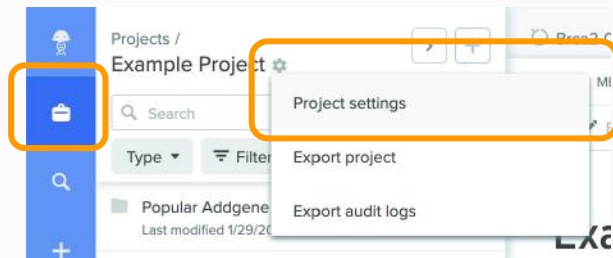 Projects /
Example Project
Search
Project settings
Type
Filter
Export project
Popular Addgene
Last modified 1/29/20
Export audit logs